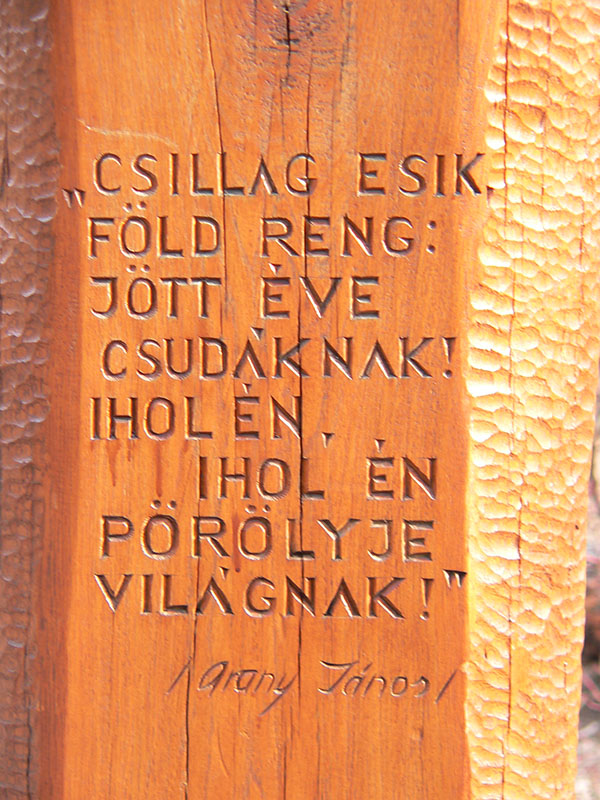 „CSILLAG ESIK,
FÖLD RENG:
JÖTT ÉVE
CSUDÁKNAK!
IHOL ÉN,
IHOL ÉN
PÖRÖLYJE
VILÁGNAK!"
/Arany János/